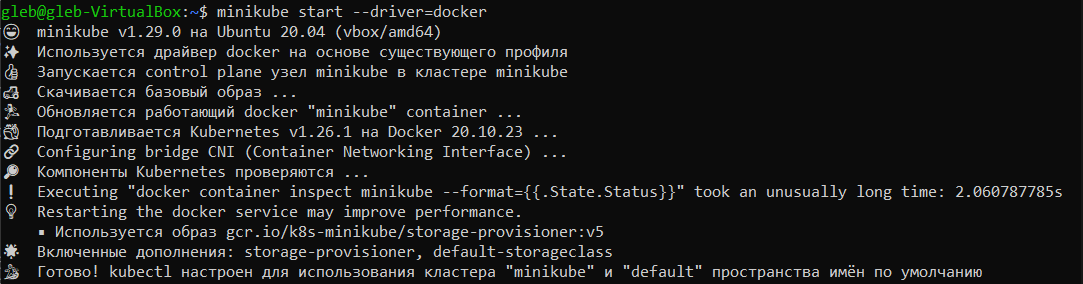 gleb@gleb-VirtualBox:~$ minikube start --driver=docker
😄 minikube v1.29.0 на Ubuntu 20.04 (vbox/amd64)
✨ Используется драйвер docker на основе существующего профиля
👍 Запускается control plane узел minikube в кластере minikube
🚜 Скачивается базовый образ ...
🏃 Обновляется работающий docker "minikube" container ...
🐳 Подготавливается Kubernetes v1.26.1 на Docker 20.10.23 ...
🔗 Configuring bridge CNI (Container Networking Interface) ...
🔎 Компоненты Kubernetes проверяются ...
❗ Executing "docker container inspect minikube --format={{.State.Status}}" took an unusually long time: 2.060787785s
💡 Restarting the docker service may improve performance.
▪ Используется образ gcr.io/k8s-minikube/storage-provisioner:v5
🌟 Включенные дополнения: storage-provisioner, default-storageclass
🏄 Готово! kubectl настроен для использования кластера "minikube" и "default" пространства имён по умолчанию